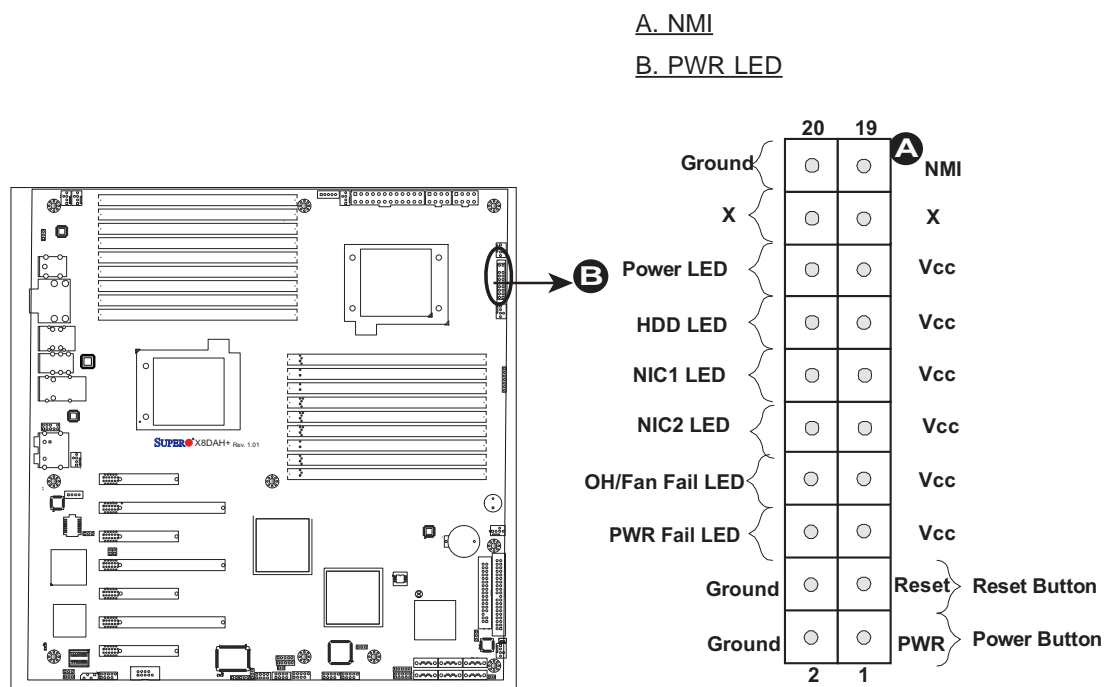 A. NMI
B. PWR LED
20 19
A
Ground NMI
X X
B
Power LED Vcc
HDD LED Vcc
NIC1 LED Vcc
NIC2 LED Vcc
OH/Fan Fail LED Vcc
PWR Fail LED Vcc
Ground Reset Reset Button
Ground PWR Power Button
2 1
SUPER X8DAH+ Rev. 1.01